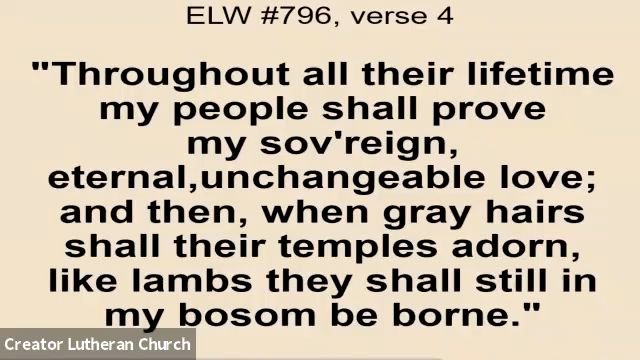 ELW #796, verse 4
"Throughout all their lifetime
my people shall prove
my sov'reign,
eternal,unchangeable love;
and then, when gray hairs
shall their temples adorn,
like lambs they shall still in
my bosom be borne."
Creator Lutheran Church